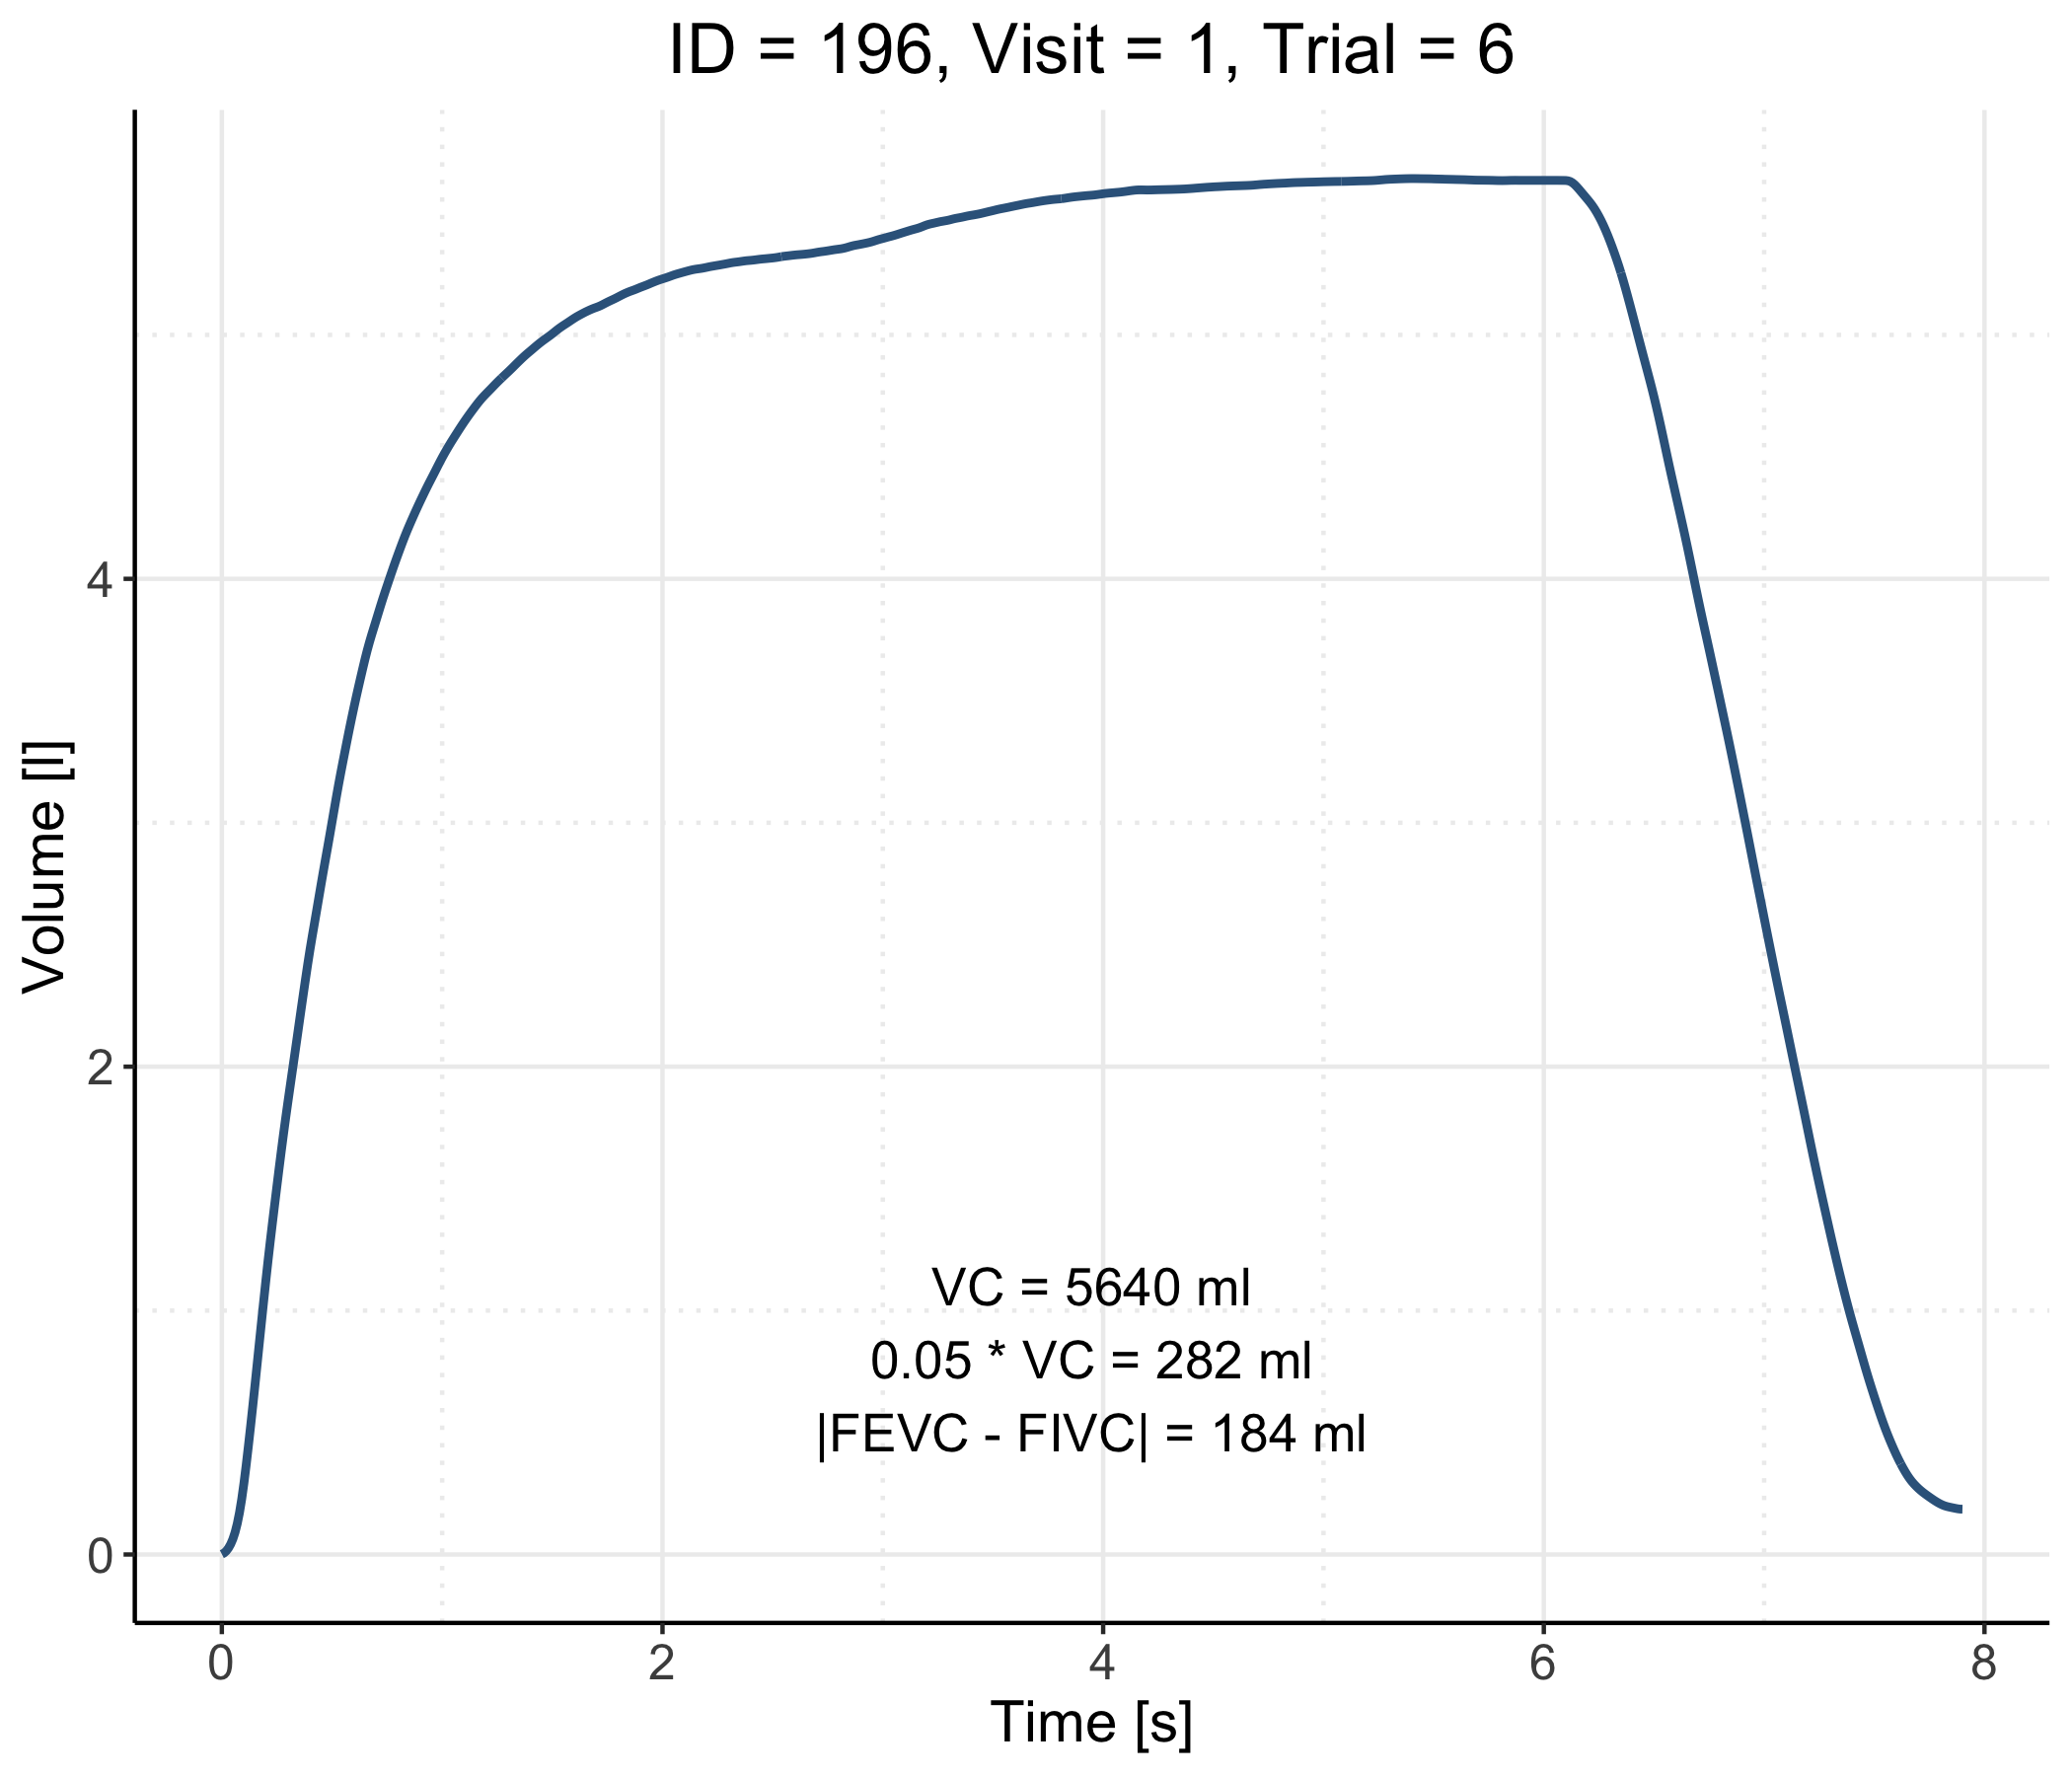 ID = 196, Visit = 1, Trial = 6
Volume [l]
4
2
0
VC = 5640 ml
0.05 * VC = 282 ml
|FEVC - FIVC| = 184 ml
0 2 4 6 8
Time [s]